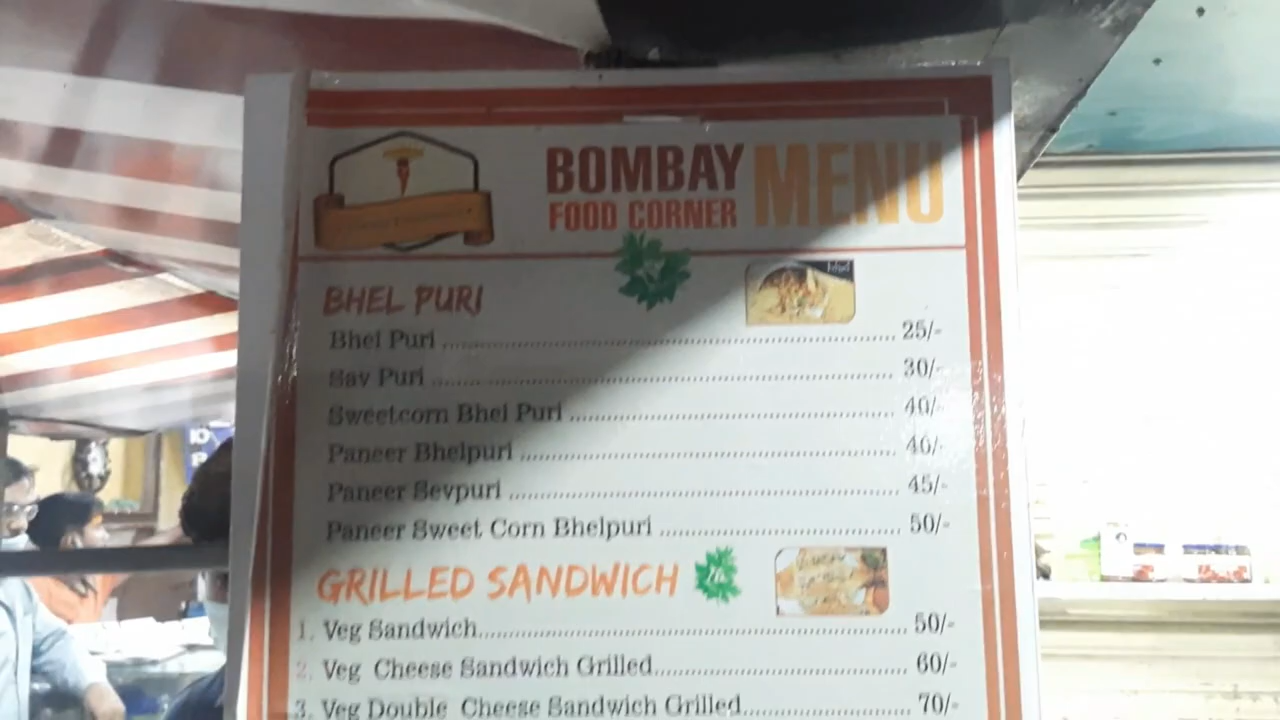 BOMBAY MENU
FOOD CORNER
BHEL PURI
Bhel Puri 25/-
Sav Puri 30/-
Sweetcorn Bhel Puri 40/-
Paneer Bhelpuri 40/-
Paneer Sevpuri 45/-
Paneer Sweet Corn Bhelpuri 50/-
GRILLED SANDWICH
1. Veg Sandwich 50/-
2. Veg Cheese Sandwich Grilled 60/-
3. Veg Double Cheese Sandwich Grilled 70/-